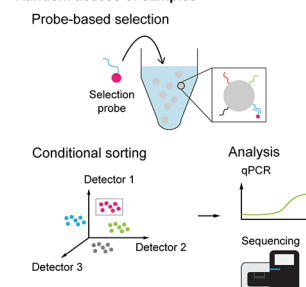 Probe-based selection
Selection
probe
Conditional sorting
Analysis
Detector 1
qPCR
Detector 2
Sequencing
Detector 3